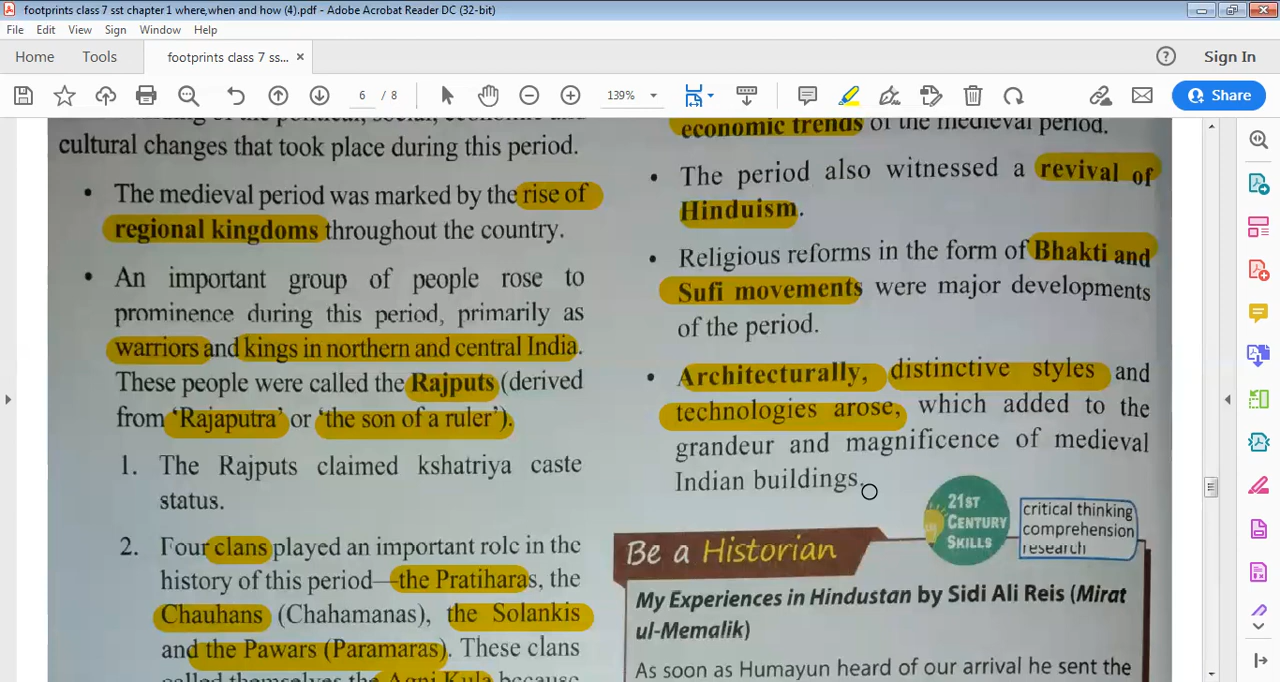 footprints class 7 sst chapter 1 where,when and how (4).pdf - Adobe Acrobat Reader DC (32-bit)
File Edit View Sign Window Help
Home Tools footprints class 7 ss... × Sign In
6 / 8 139% Share
cultural changes that took place during this period.
• The medieval period was marked by the rise of
regional kingdoms throughout the country.
• An important group of people rose to
prominence during this period, primarily as
warriors and kings in northern and central India.
These people were called the Rajputs (derived
from ‘Rajaputra’ or ‘the son of a ruler’).
1. The Rajputs claimed kshatriya caste
status.
2. Four clans played an important role in the
history of this period—the Pratiharas, the
Chauhans (Chahamanas), the Solankis
and the Pawars (Paramaras). These clans
called themselves the Agni Kula because
economic trends of the medieval period.
• The period also witnessed a revival of
Hinduism.
• Religious reforms in the form of Bhakti and
Sufi movements were major developments
of the period.
• Architecturally, distinctive styles and
technologies arose, which added to the
grandeur and magnificence of medieval
Indian buildings.
21ST
CENTURY
SKILLS
critical thinking
comprehension
research
Be a Historian
My Experiences in Hindustan by Sidi Ali Reis (Mirat
ul-Memalik)
As soon as Humayun heard of our arrival he sent the